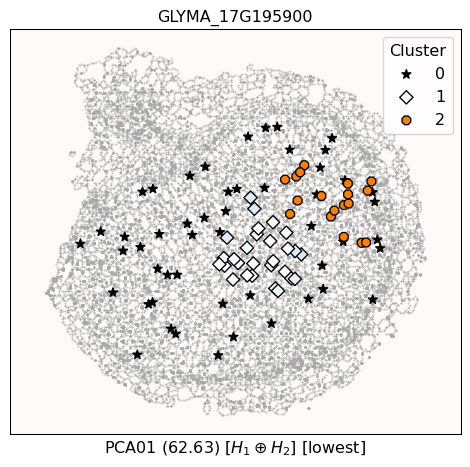 GLYMA_17G195900
Cluster
0
1
2
PCA01 (62.63) [H₁ ⊕ H₂] [lowest]